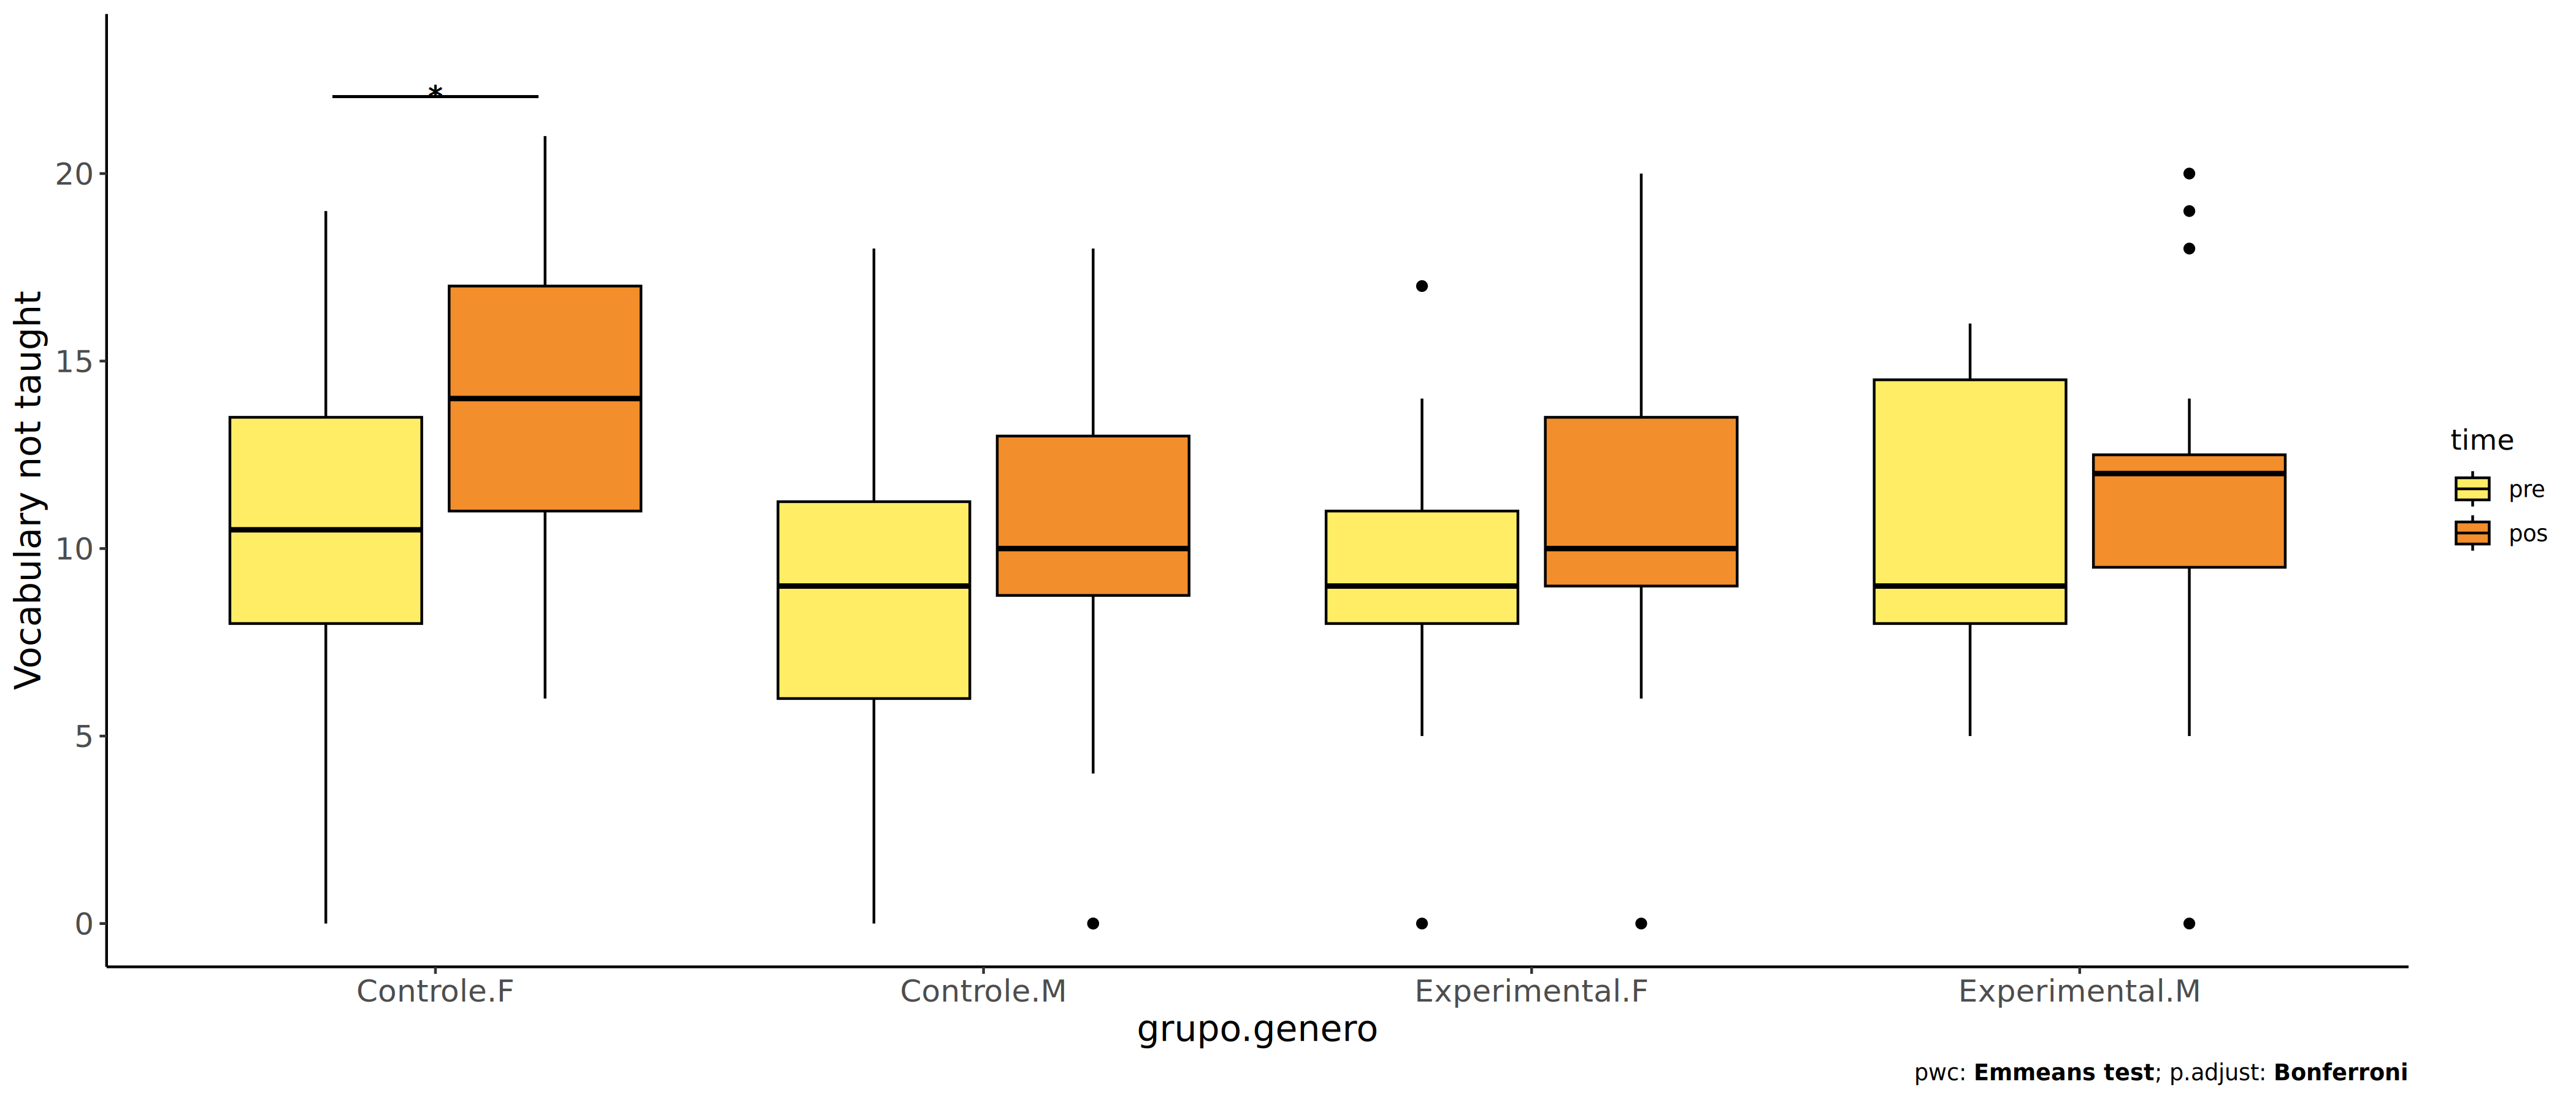 *
Vocabulary not taught
20
15
10
5
0
Controle.F
Controle.M
Experimental.F
Experimental.M
grupo.genero
time
pre
pos
pwc: Emmeans test; p.adjust: Bonferroni